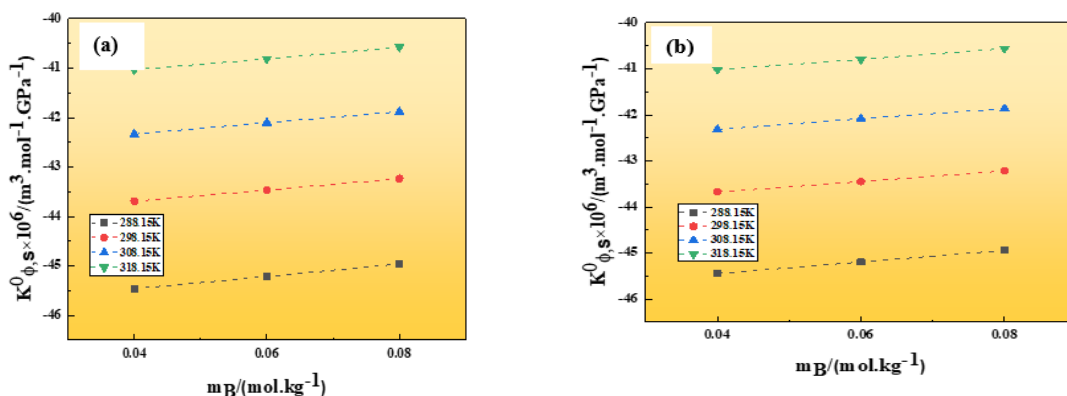 (a)
-40
-41
-42
-43
-44
-45
-46
K⁰ϕ,s×10⁶/(m³.mol⁻¹.GPa⁻¹)
288.15K
298.15K
308.15K
318.15K
0.04
0.06
0.08
mB/(mol.kg⁻¹)
(b)
-40
-41
-42
-43
-44
-45
-46
K⁰ϕ,s×10⁶/(m³.mol⁻¹.GPa⁻¹)
288.15K
298.15K
308.15K
318.15K
0.04
0.06
0.08
mB/(mol.kg⁻¹)